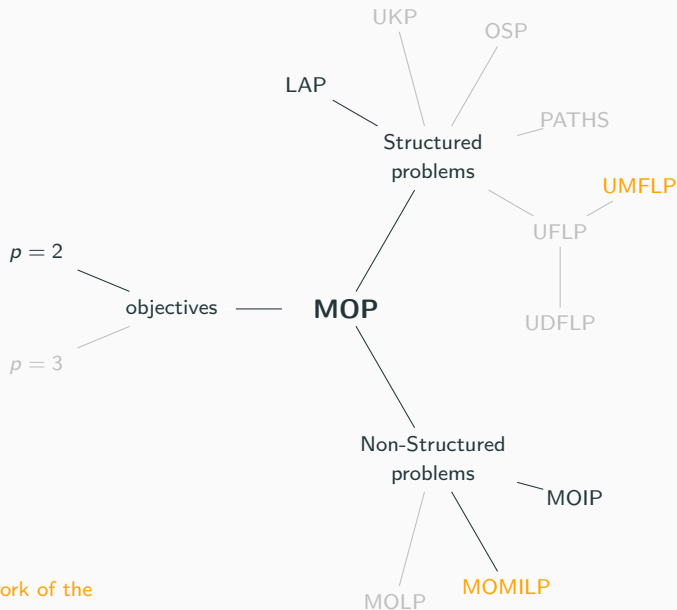 UKP
OSP
LAP
PATHS
Structured
problems
UMFLP
UFLP
p = 2
objectives
MOP
UDFLP
p = 3
Non-Structured
problems
MOIP
MOMILP
ork of the
MOLP